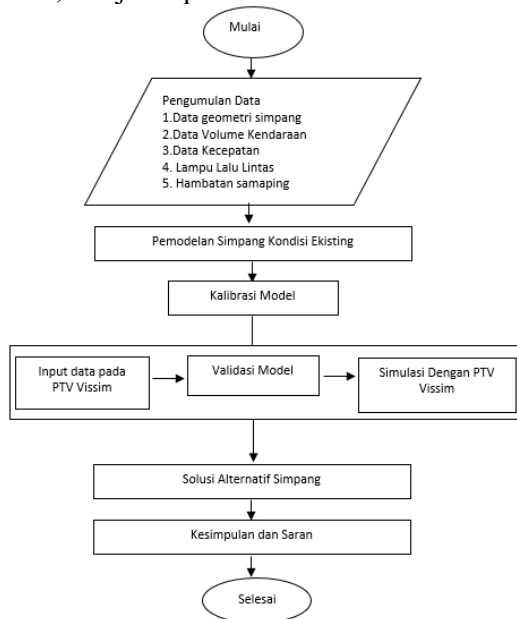 Mulai
Pengumulan Data
1.Data geometri simpang
2.Data Volume Kendaraan
3.Data Kecepatan
4. Lampu Lalu Lintas
5. Hambatan samaping
Pemodelan Simpang Kondisi Ekisting
Kalibrasi Model
Input data pada
PTV Vissim
Validasi Model
Simulasi Dengan PTV
Vissim
Solusi Alternatif Simpang
Kesimpulan dan Saran
Selesai